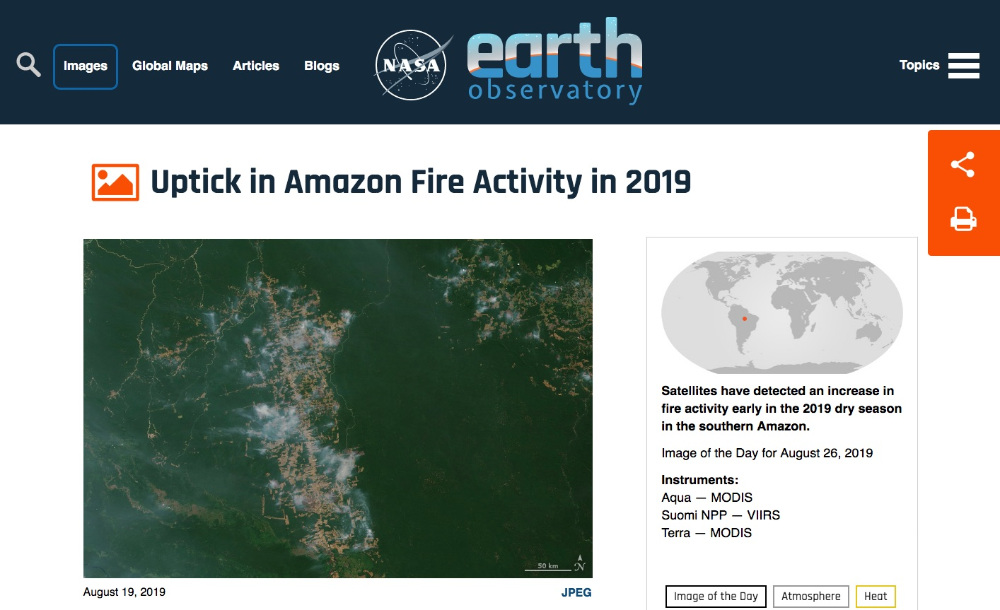 Images
Global Maps
Articles
Blogs
NASA
earth
observatory
Topics
Uptick in Amazon Fire Activity in 2019
50 km
N
August 19, 2019
JPEG
Satellites have detected an increase in
fire activity early in the 2019 dry season
in the southern Amazon.
Image of the Day for August 26, 2019
Instruments:
Aqua — MODIS
Suomi NPP — VIIRS
Terra — MODIS
Image of the Day
Atmosphere
Heat